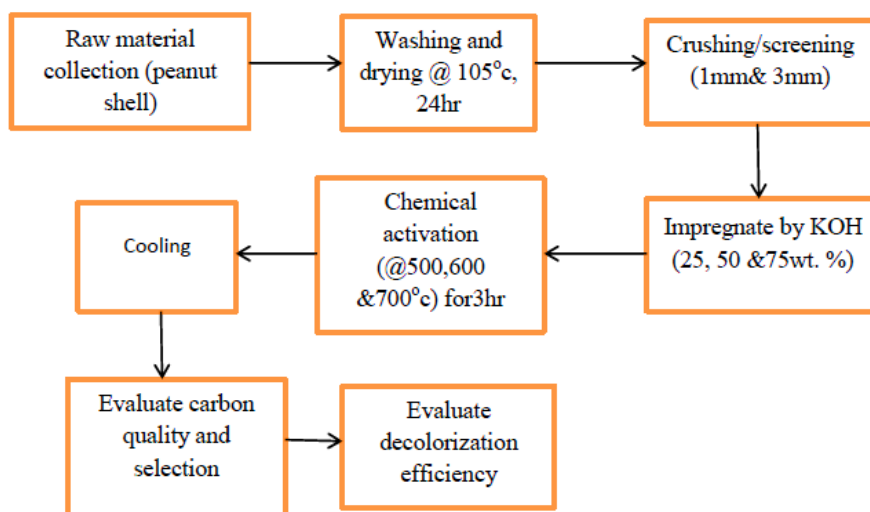 Raw material
collection (peanut
shell)
Washing and
drying @ 105°c,
24hr
Crushing/screening
(1mm& 3mm)
Impregnate by KOH
(25, 50 &75wt. %)
Chemical
activation
(@500,600
&700°c) for3hr
Cooling
Evaluate carbon
quality and
selection
Evaluate
decolorization
efficiency